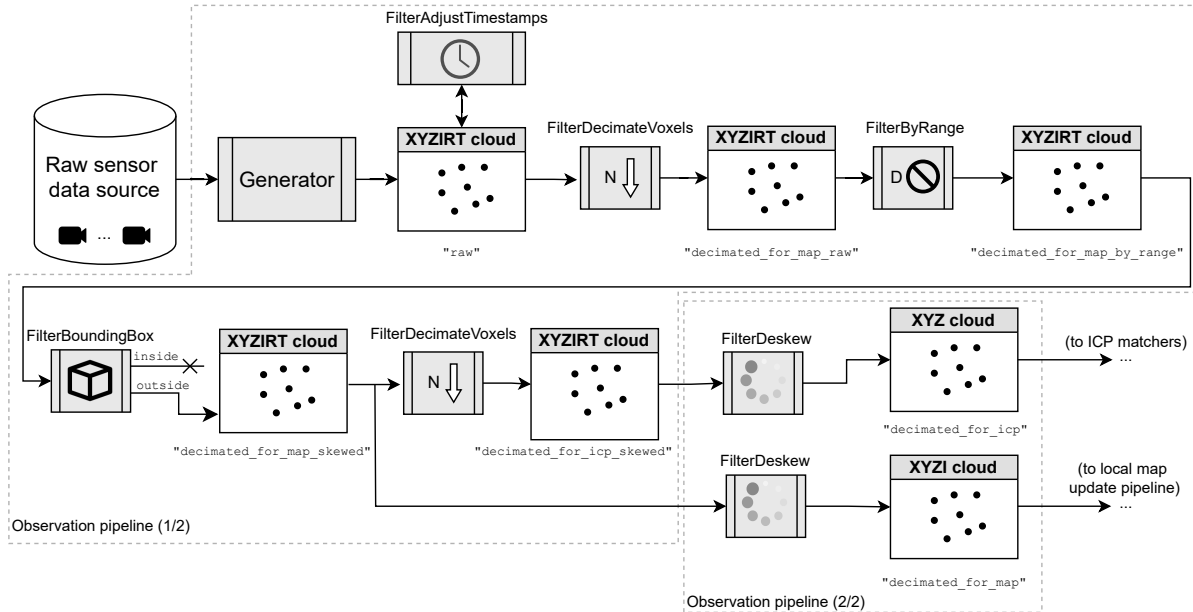 FilterAdjustTimestamps
Raw sensor
data source
...
Generator
XYZIRT cloud
"raw"
FilterDecimateVoxels
N
XYZIRT cloud
"decimated_for_map_raw"
FilterByRange
D
XYZIRT cloud
"decimated_for_map_by_range"
FilterBoundingBox
inside
outside
XYZIRT cloud
"decimated_for_map_skewed"
FilterDecimateVoxels
N
XYZIRT cloud
"decimated_for_icp_skewed"
FilterDeskew
XYZ cloud
"decimated_for_icp"
(to ICP matchers)
...
FilterDeskew
XYZI cloud
"decimated_for_map"
(to local map
update pipeline)
...
Observation pipeline (1/2)
Observation pipeline (2/2)